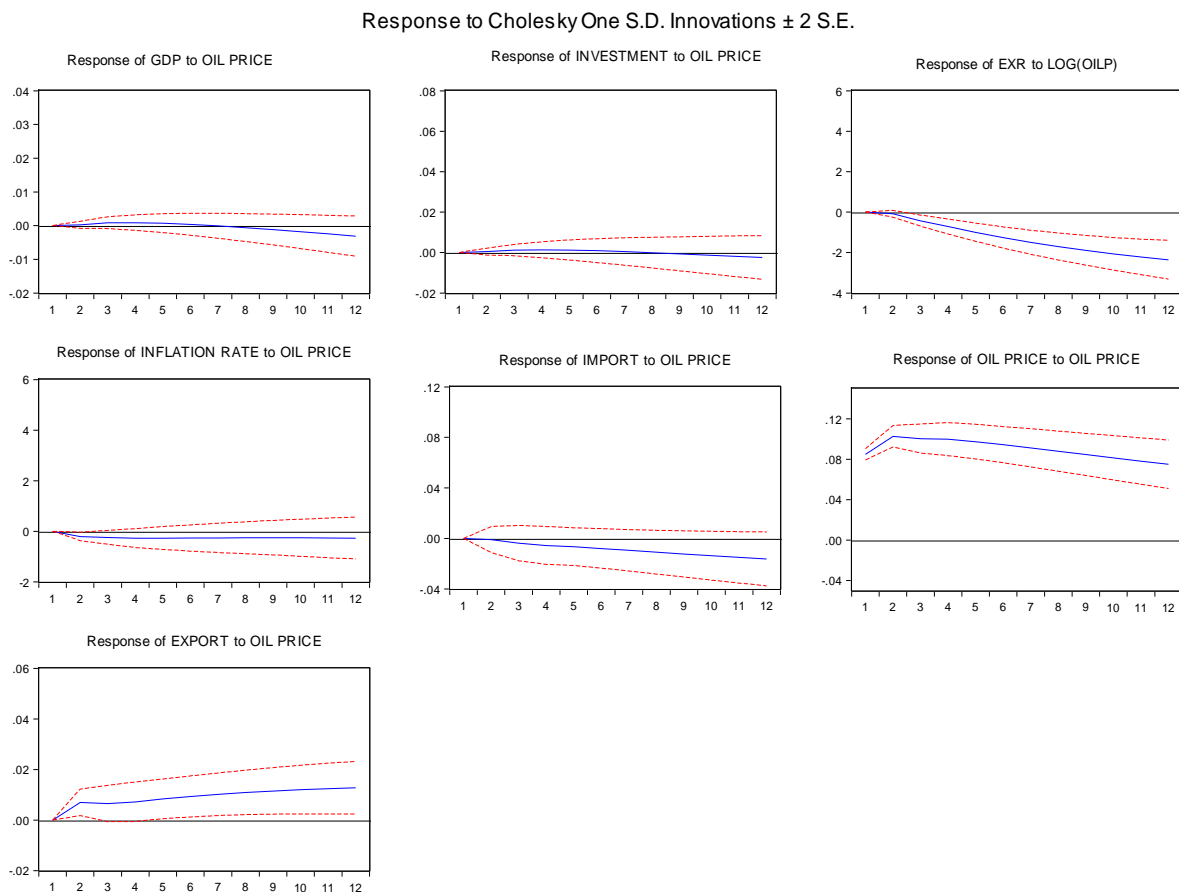 Response to Cholesky One S.D. Innovations ± 2 S.E.
Response of GDP to OIL PRICE
.04
.03
.02
.01
.00
-.01
-.02
1 2 3 4 5 6 7 8 9 10 11 12
Response of INVESTMENT to OIL PRICE
.08
.06
.04
.02
.00
-.02
1 2 3 4 5 6 7 8 9 10 11 12
Response of EXR to LOG(OILP)
6
4
2
0
-2
-4
1 2 3 4 5 6 7 8 9 10 11 12
Response of INFLATION RATE to OIL PRICE
6
4
2
0
-2
1 2 3 4 5 6 7 8 9 10 11 12
Response of IMPORT to OIL PRICE
.12
.08
.04
.00
-.04
1 2 3 4 5 6 7 8 9 10 11 12
Response of OIL PRICE to OIL PRICE
.12
.08
.04
.00
-.04
1 2 3 4 5 6 7 8 9 10 11 12
Response of EXPORT to OIL PRICE
.06
.04
.02
.00
-.02
1 2 3 4 5 6 7 8 9 10 11 12